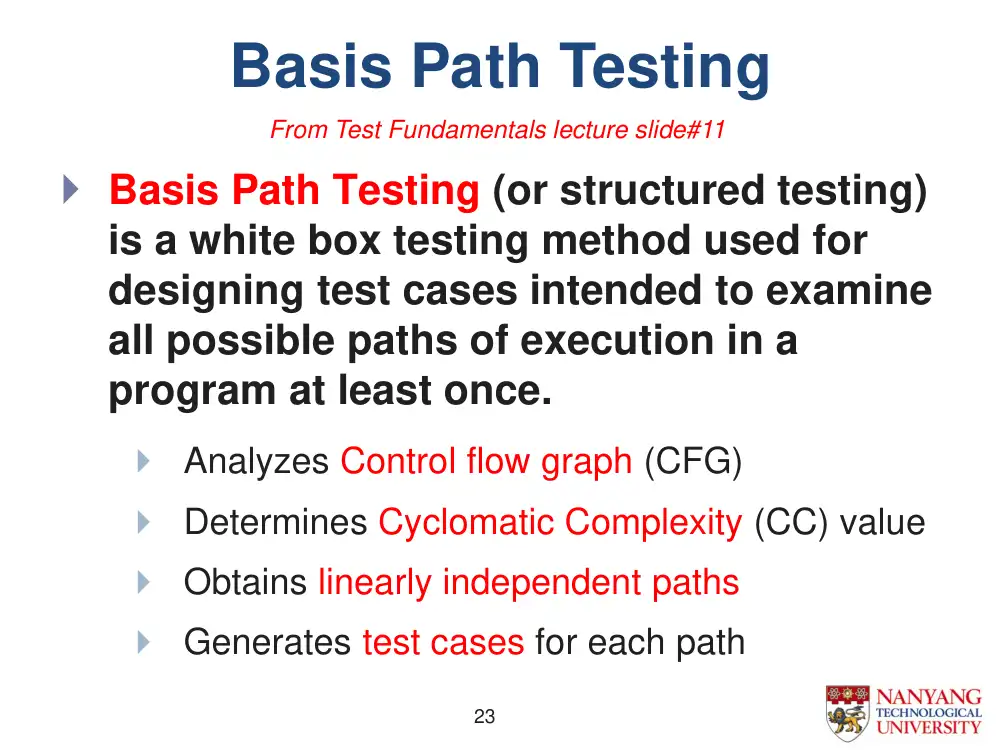 Basis Path Testing
From Test Fundamentals lecture slide#11
Basis Path Testing (or structured testing)
is a white box testing method used for
designing test cases intended to examine
all possible paths of execution in a
program at least once.
Analyzes Control flow graph (CFG)
Determines Cyclomatic Complexity (CC) value
Obtains linearly independent paths
Generates test cases for each path
23
NANYANG
TECHNOLOGICAL
UNIVERSITY